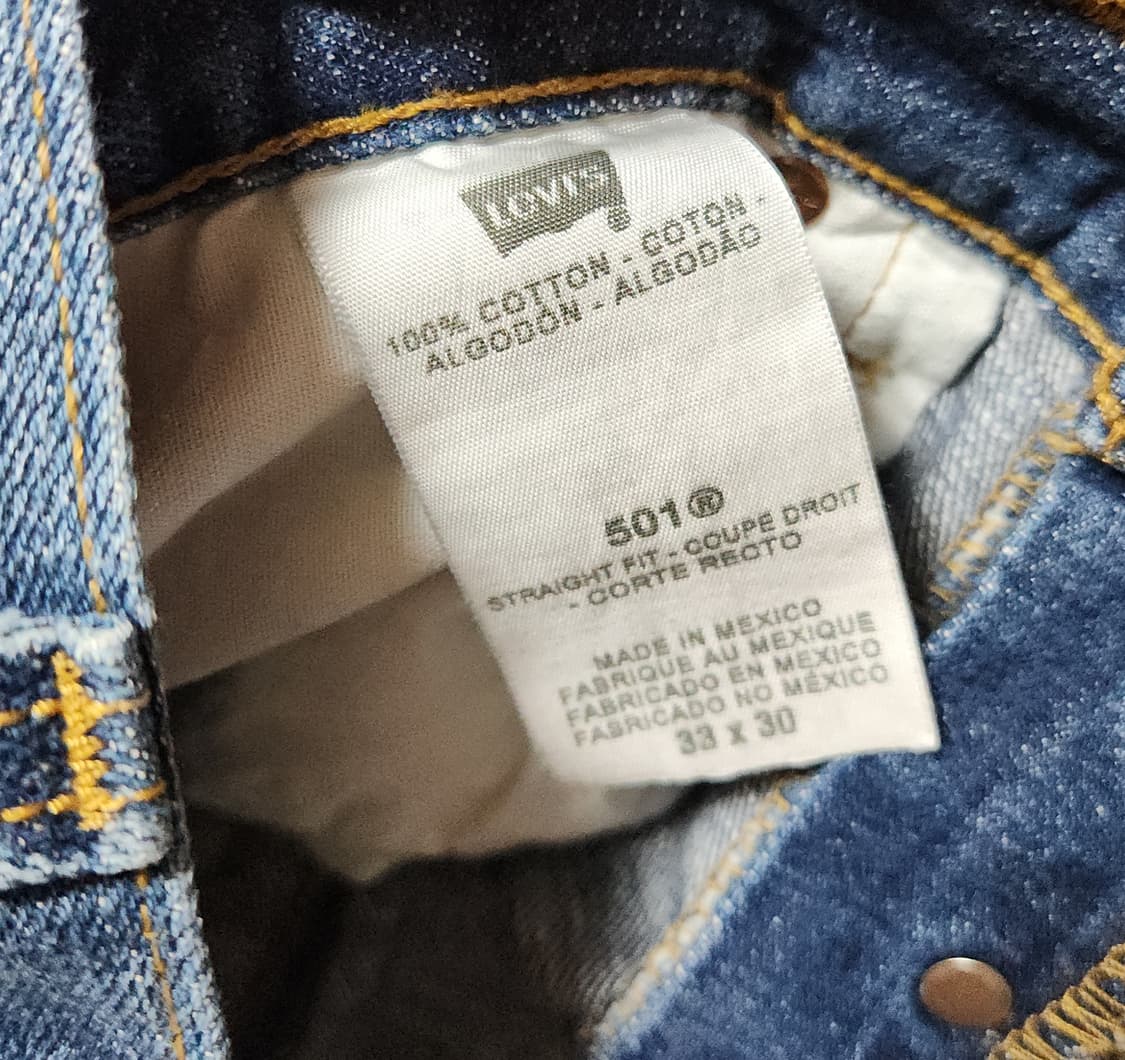 Levi's
100% COTTON - COTON -
ALGODÓN - ALGODÃO
501®
STRAIGHT FIT - COUPE DROIT
- CORTE RECTO
MADE IN MEXICO
FABRIQUE AU MEXIQUE
FABRICADO EN MEXICO
FABRICADO NO MÉXICO
33 X 30